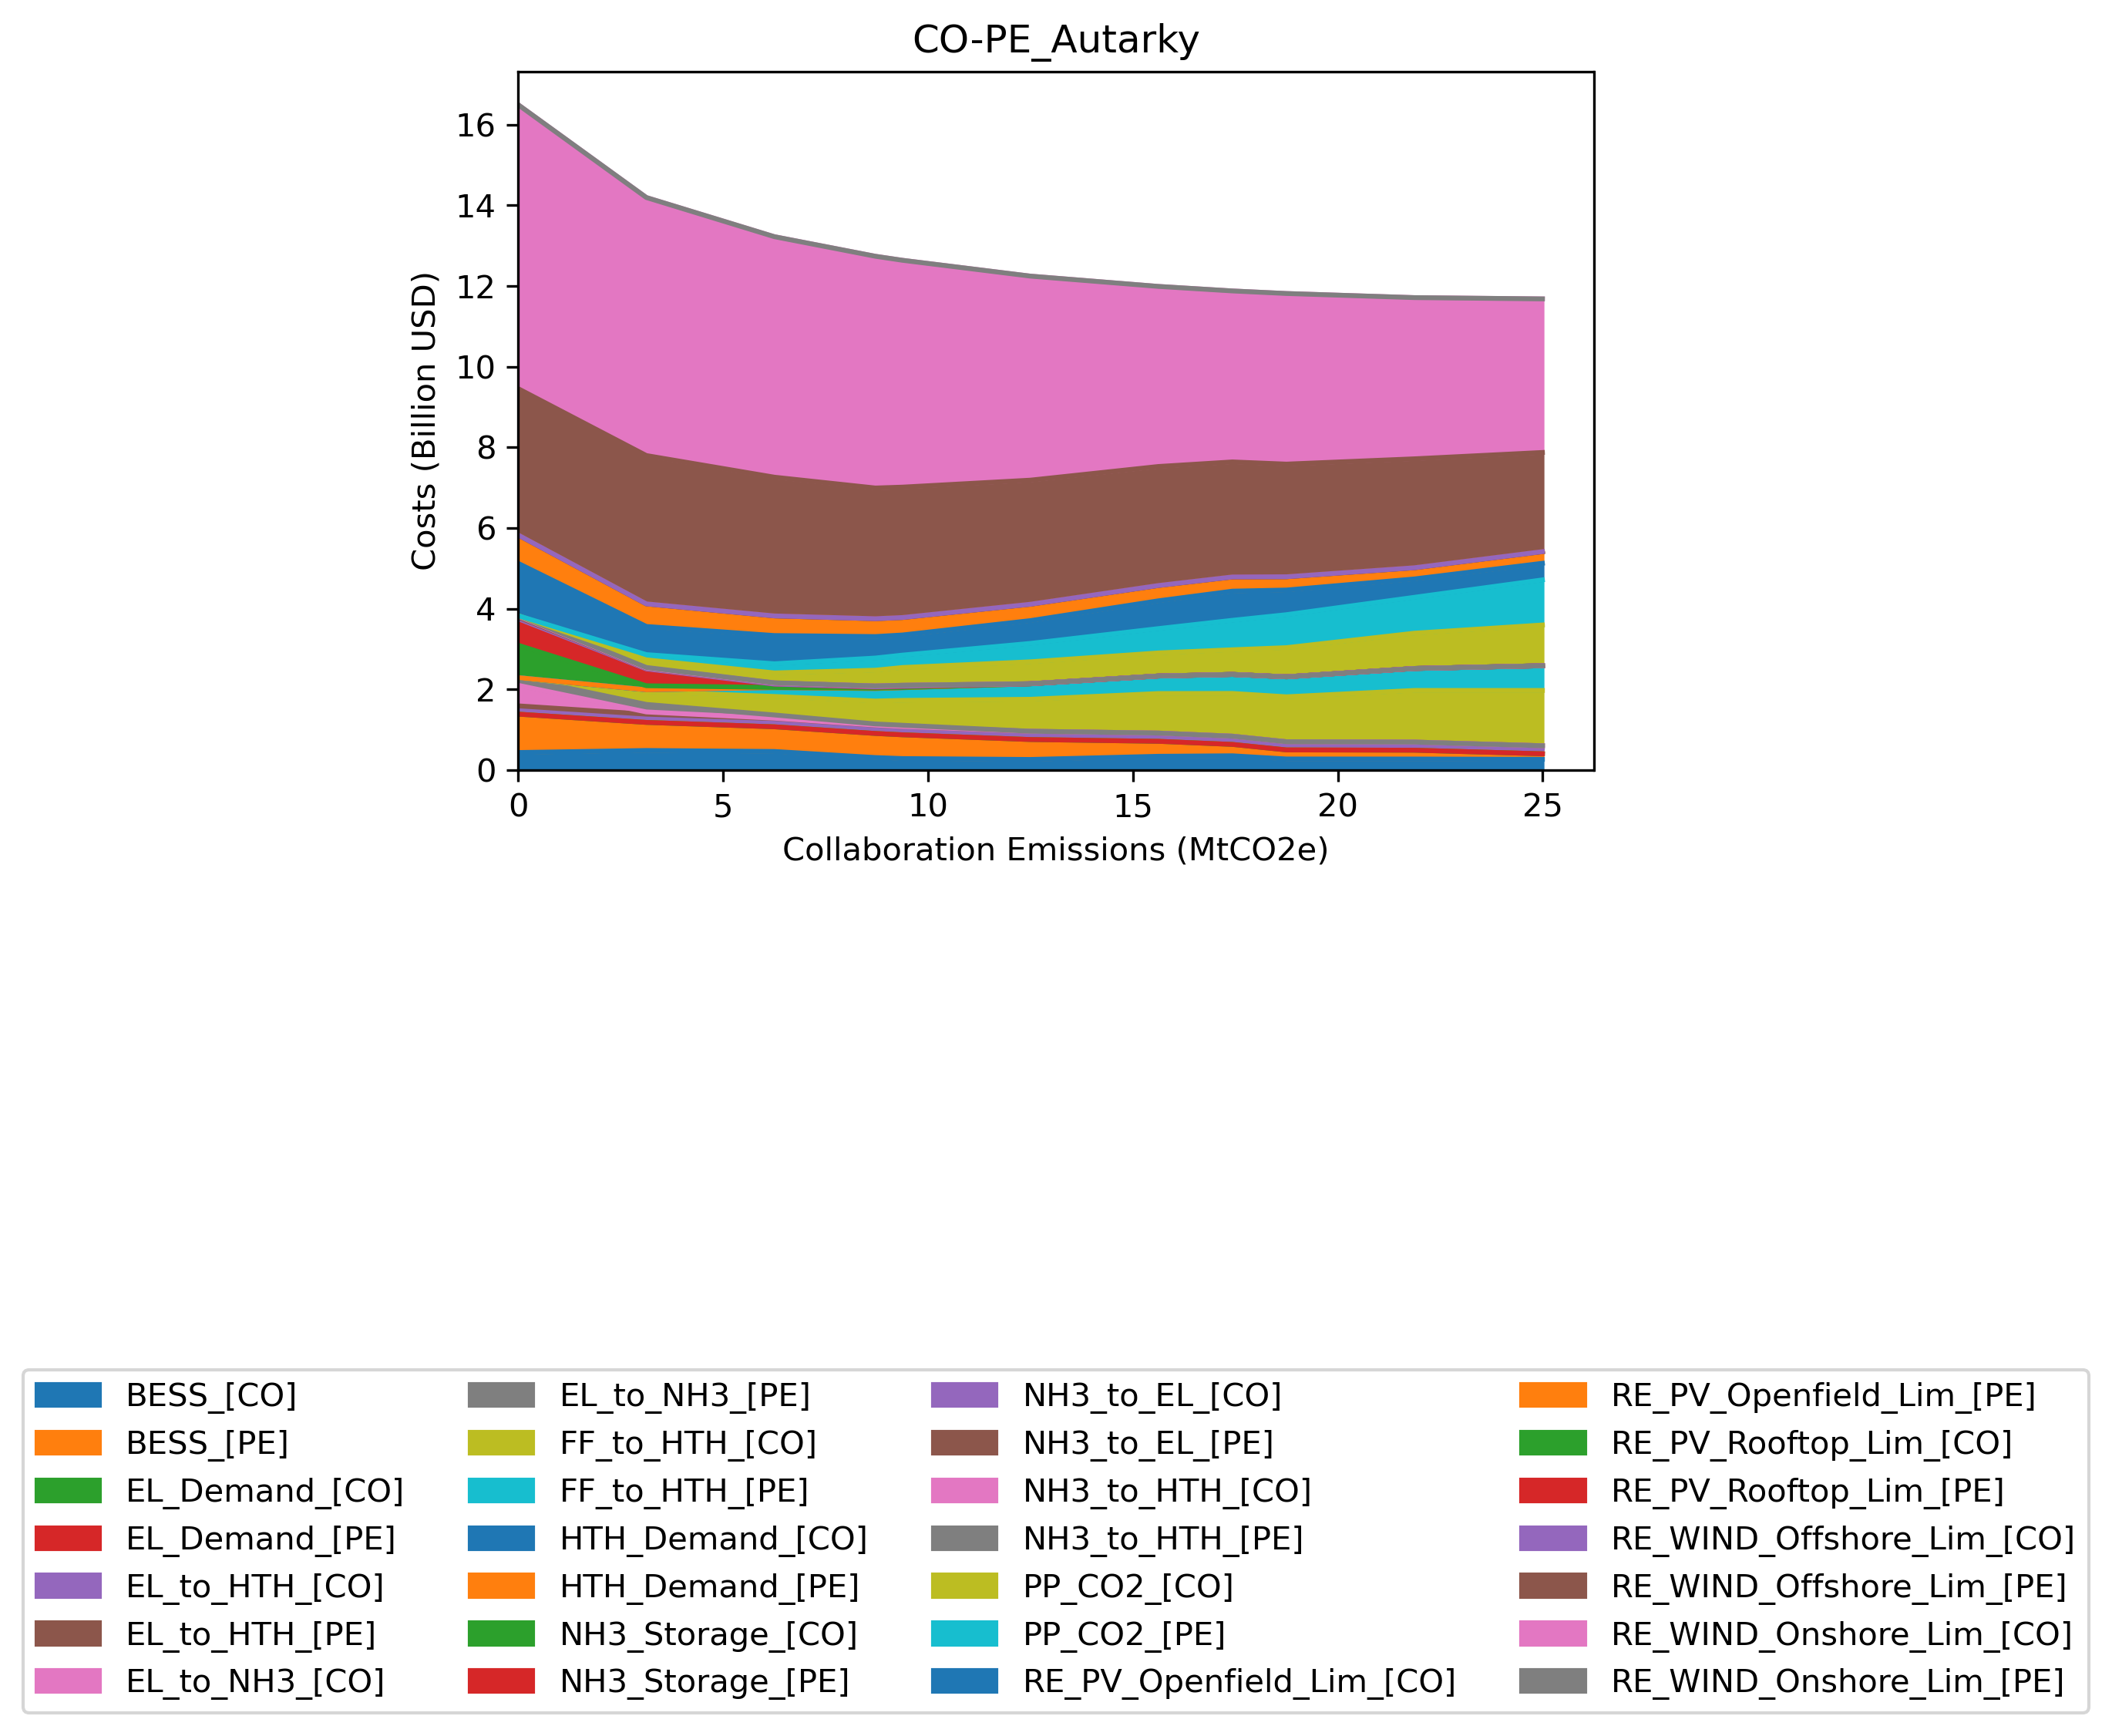 CO-PE_Autarky
16
14
12
10
8
6
4
2
0
Costs (Billion USD)
0 5 10 15 20 25
Collaboration Emissions (MtCO2e)
BESS_[CO]
BESS_[PE]
EL_Demand_[CO]
EL_Demand_[PE]
EL_to_HTH_[CO]
EL_to_HTH_[PE]
EL_to_NH3_[CO]
EL_to_NH3_[PE]
FF_to_HTH_[CO]
FF_to_HTH_[PE]
HTH_Demand_[CO]
HTH_Demand_[PE]
NH3_Storage_[CO]
NH3_Storage_[PE]
NH3_to_EL_[CO]
NH3_to_EL_[PE]
NH3_to_HTH_[CO]
NH3_to_HTH_[PE]
PP_CO2_[CO]
PP_CO2_[PE]
RE_PV_Openfield_Lim_[CO]
RE_PV_Openfield_Lim_[PE]
RE_PV_Rooftop_Lim_[CO]
RE_PV_Rooftop_Lim_[PE]
RE_WIND_Offshore_Lim_[CO]
RE_WIND_Offshore_Lim_[PE]
RE_WIND_Onshore_Lim_[CO]
RE_WIND_Onshore_Lim_[PE]